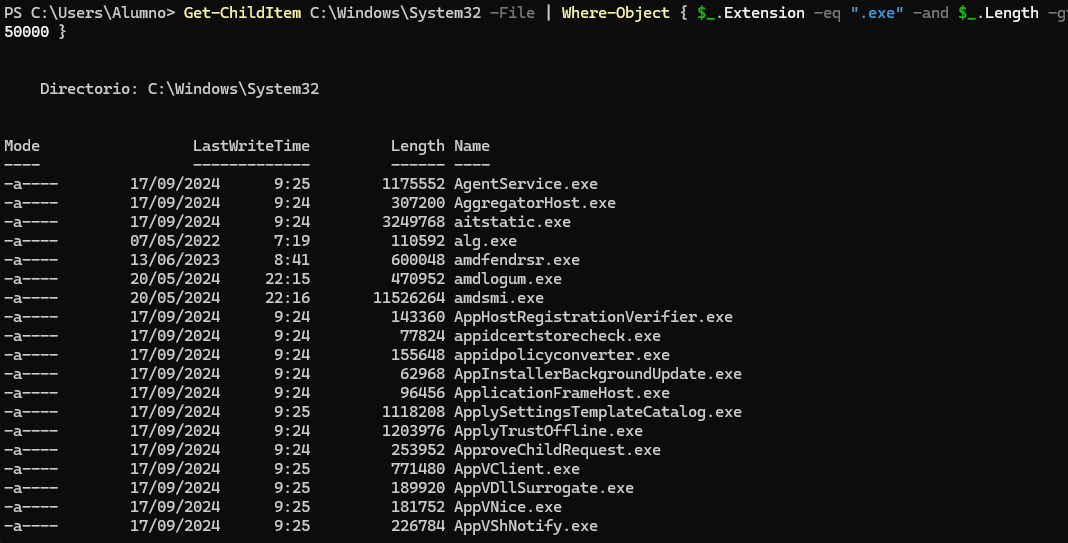 PS C:\Users\Alumno> Get-ChildItem C:\Windows\System32 -File | Where-Object { $_.Extension -eq ".exe" -and $_.Length -gt
50000 }
Directorio: C:\Windows\System32
Mode LastWriteTime Length Name
---- ------------- ------ ----
-a---- 17/09/2024 9:25 1175552 AgentService.exe
-a---- 17/09/2024 9:24 307200 AggregatorHost.exe
-a---- 17/09/2024 9:24 3249768 aitstatic.exe
-a---- 07/05/2022 7:19 110592 alg.exe
-a---- 13/06/2023 8:41 600048 amdfendrsr.exe
-a---- 20/05/2024 22:15 470952 amdlogum.exe
-a---- 20/05/2024 22:16 11526264 amdsmi.exe
-a---- 17/09/2024 9:24 143360 AppHostRegistrationVerifier.exe
-a---- 17/09/2024 9:24 77824 appidcertstorecheck.exe
-a---- 17/09/2024 9:24 155648 appidpolicyconverter.exe
-a---- 17/09/2024 9:24 62968 AppInstallerBackgroundUpdate.exe
-a---- 17/09/2024 9:24 96456 ApplicationFrameHost.exe
-a---- 17/09/2024 9:25 1118208 ApplySettingsTemplateCatalog.exe
-a---- 17/09/2024 9:24 1203976 ApplyTrustOffline.exe
-a---- 17/09/2024 9:24 253952 ApproveChildRequest.exe
-a---- 17/09/2024 9:25 771480 AppVClient.exe
-a---- 17/09/2024 9:25 189920 AppVDllSurrogate.exe
-a---- 17/09/2024 9:25 181752 AppVNice.exe
-a---- 17/09/2024 9:25 226784 AppVShNotify.exe